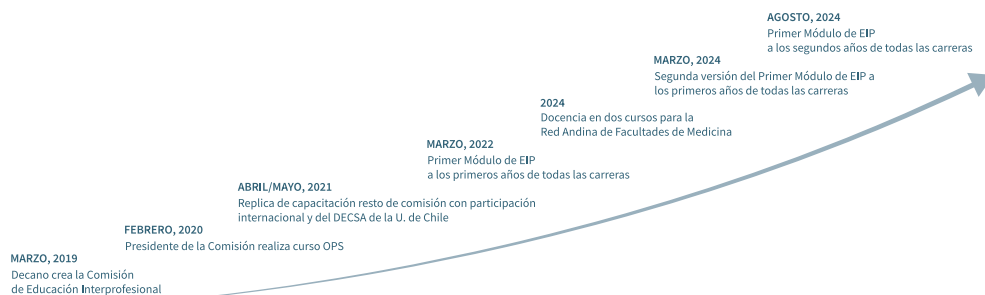 AGOSTO, 2024
Primer Módulo de EIP
a los segundos años de todas las carreras
MARZO, 2024
Segunda versión del Primer Módulo de EIP a
los primeros años de todas las carreras
2024
Docencia en dos cursos para la
Red Andina de Facultades de Medicina
MARZO, 2022
Primer Módulo de EIP
a los primeros años de todas las carreras
ABRIL/MAYO, 2021
Replica de capacitación resto de comisión con participación
internacional y del DECSA de la U. de Chile
FEBRERO, 2020
Presidente de la Comisión realiza curso OPS
MARZO, 2019
Decano crea la Comisión
de Educación Interprofesional